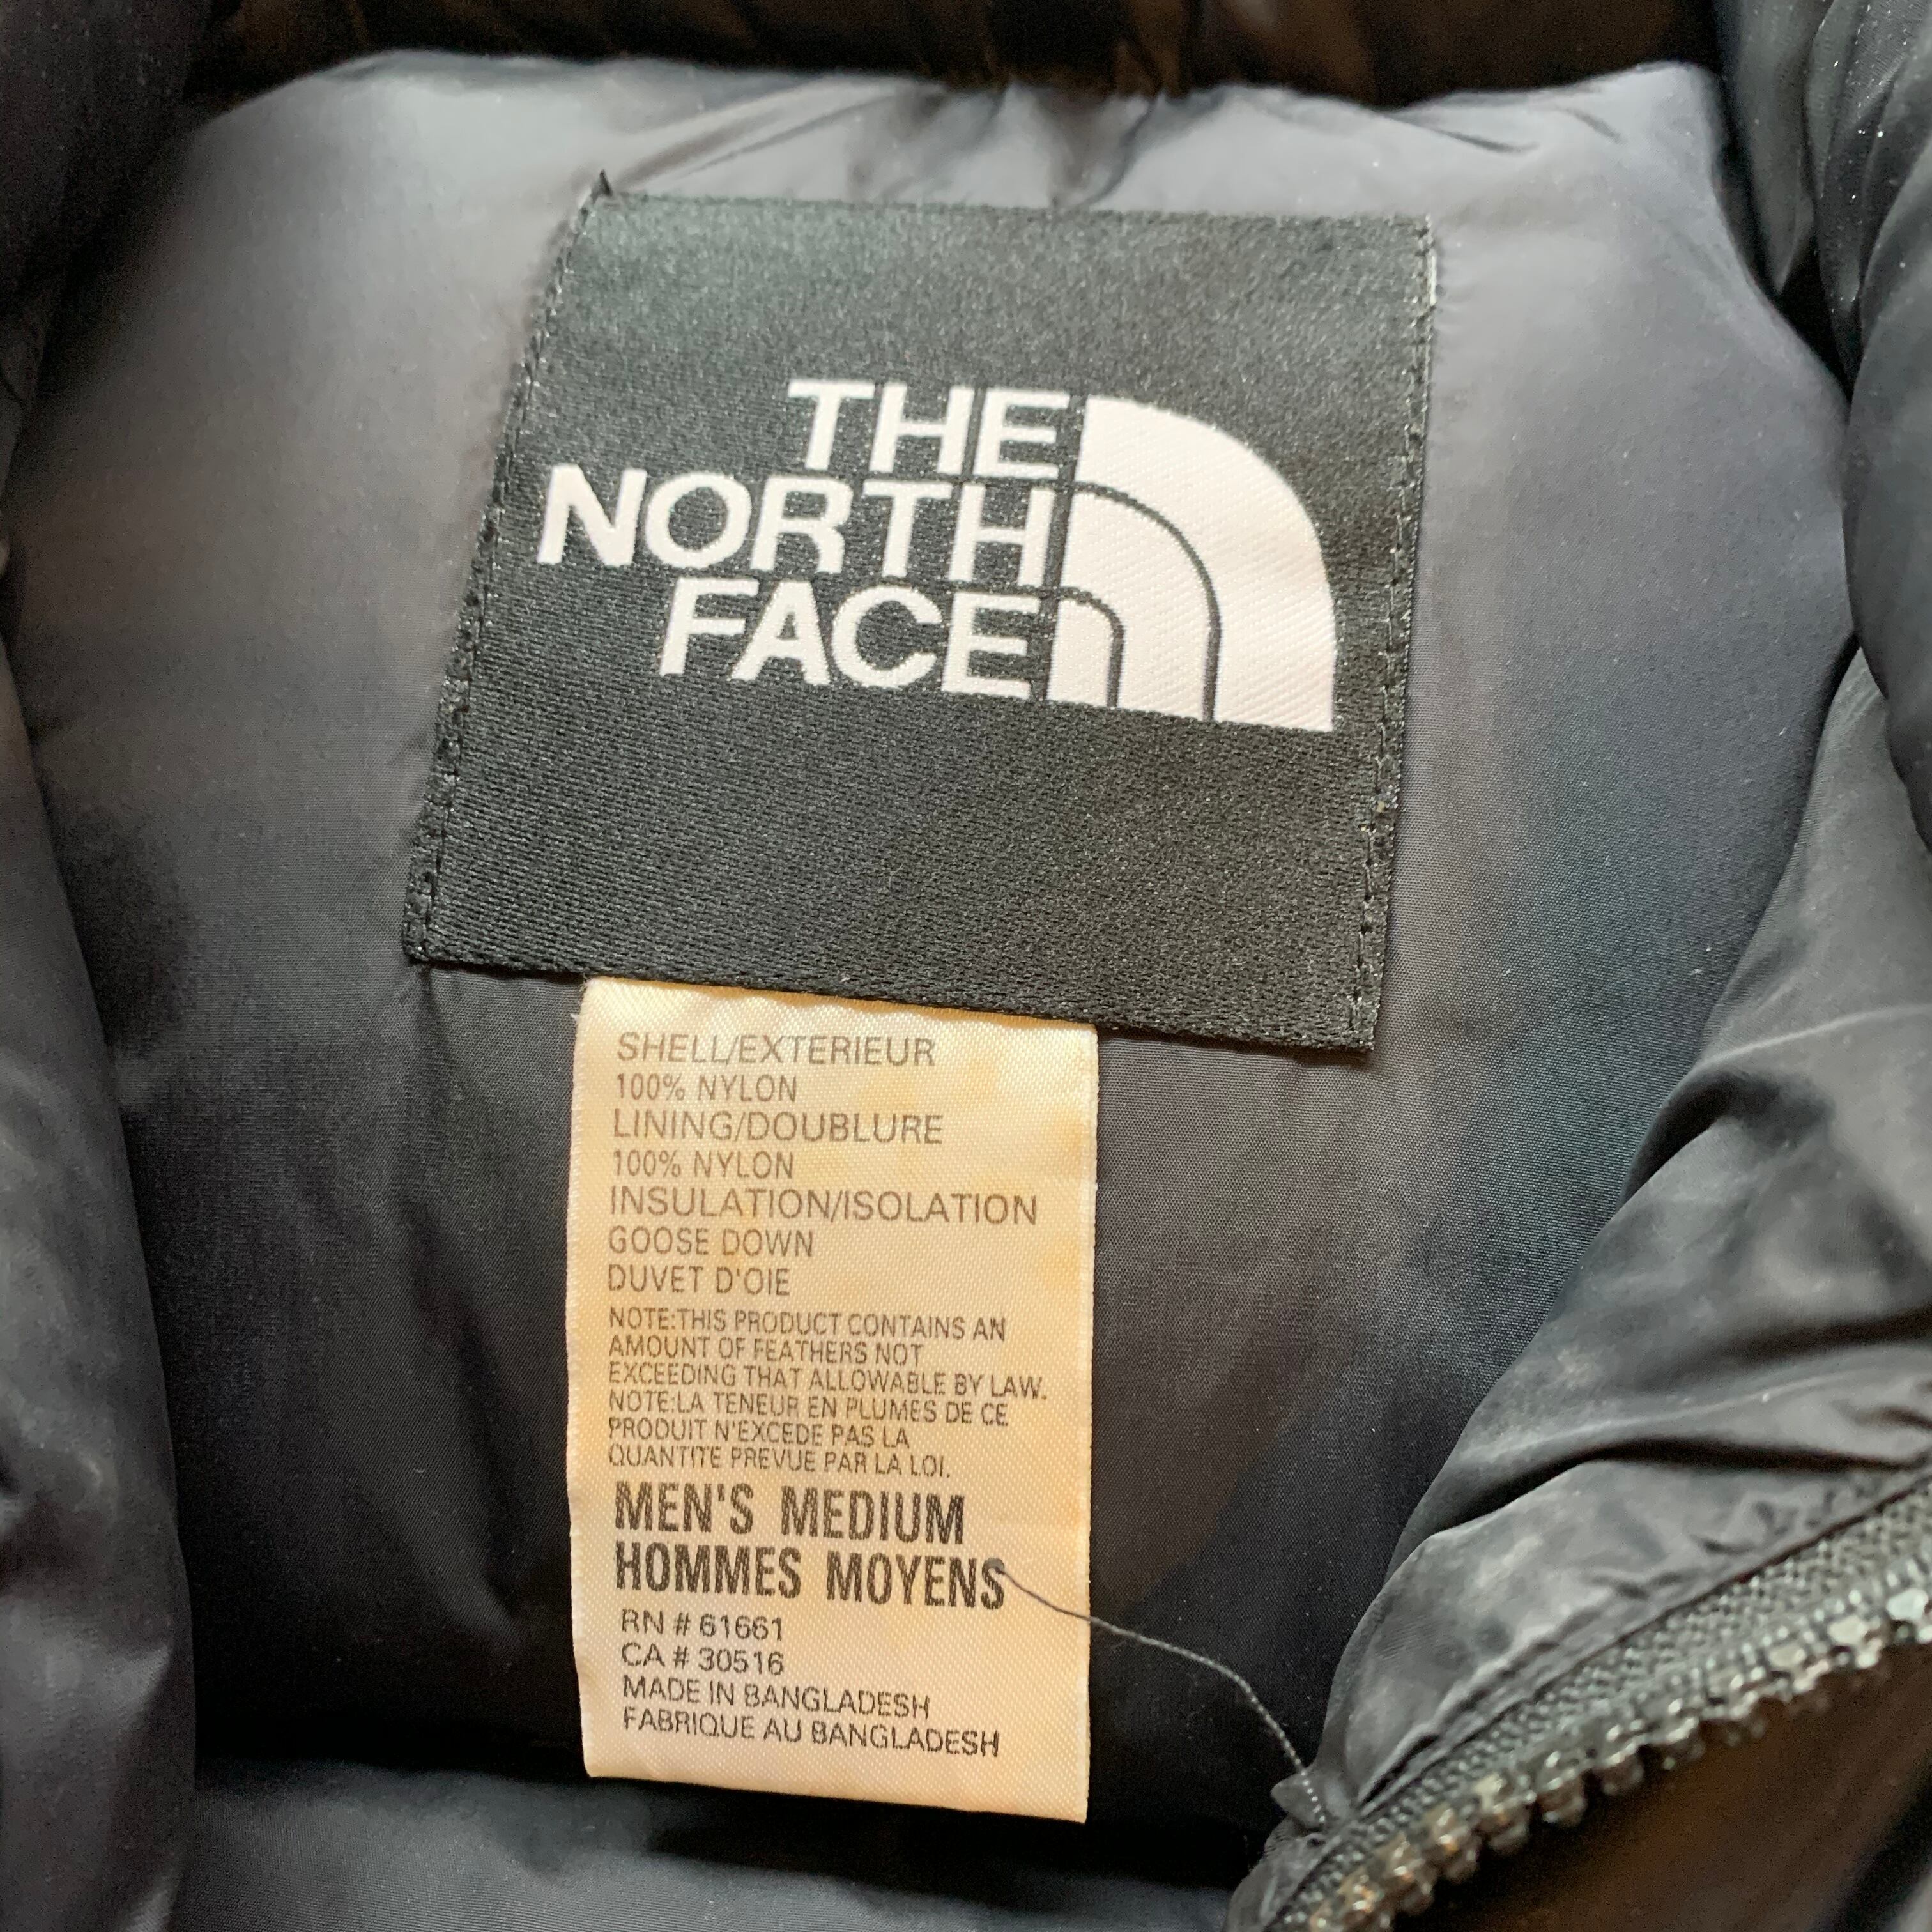 THE
NORTH
FACE
SHELL/EXTERIEUR
100% NYLON
LINING/DOUBLURE
100% NYLON
INSULATION/ISOLATION
GOOSE DOWN
DUVET D'OIE
NOTE:THIS PRODUCT CONTAINS AN
AMOUNT OF FEATHERS NOT
EXCEEDING THAT ALLOWABLE BY LAW.
NOTE:LA TENEUR EN PLUMES DE CE
PRODUIT N'EXCEDE PAS LA
QUANTITE PREVUE PAR LA LOI.
MEN'S MEDIUM
HOMMES MOYENS
RN # 61661
CA # 30516
MADE IN BANGLADESH
FABRIQUE AU BANGLADESH